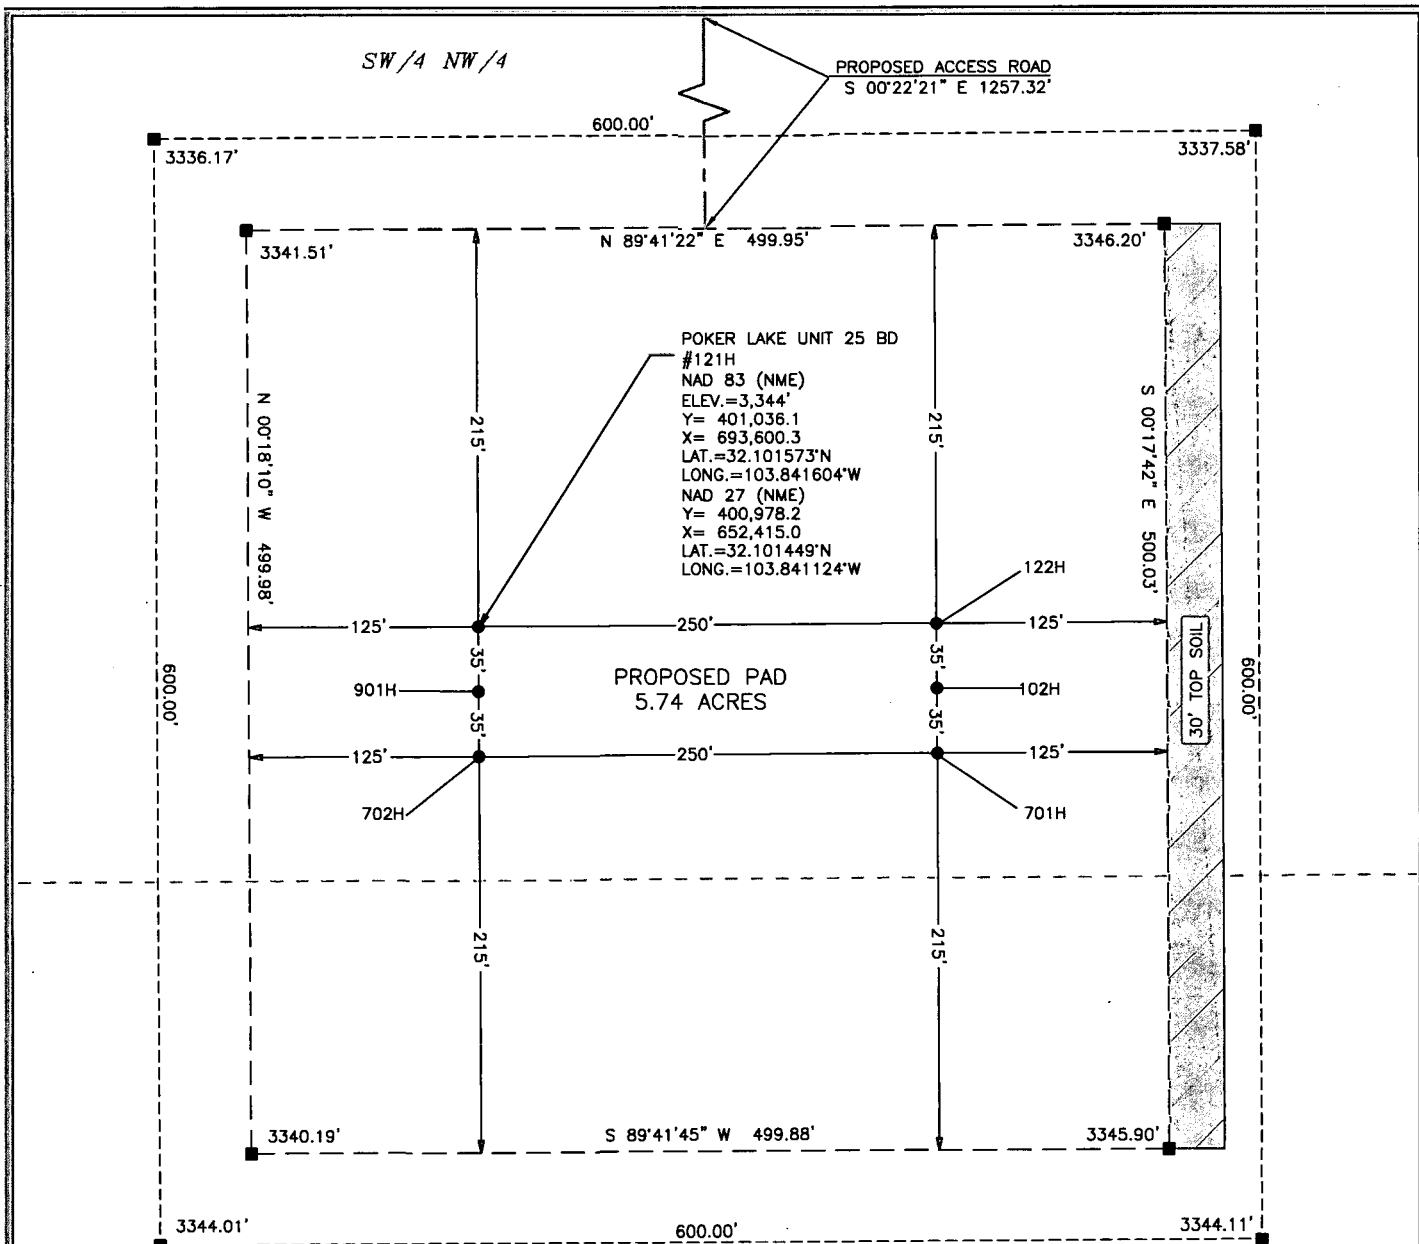 SW/4 NW/4
PROPOSED ACCESS ROAD
S 00°22'21" E 1257.32'
600.00'
3336.17'
3337.58'
N 89°41'22" E 499.95'
3341.51'
3346.20'
POKER LAKE UNIT 25 BD
#121H
NAD 83 (NME)
ELEV.=3,344'
Y= 401,036.1
X= 693,600.3
LAT.=32.101573°N
LONG.=103.841604°W
NAD 27 (NME)
Y= 400,978.2
X= 652,415.0
LAT.=32.101449°N
LONG.=103.841124°W
N 00°18'10" W 499.98'
215'
215'
S 00°17'42" E 500.03'
122H
125'
250'
125'
35'
35'
600.00'
901H
PROPOSED PAD
5.74 ACRES
102H
30' TOP SOIL
600.00'
35'
35'
125'
250'
125'
702H
701H
215'
215'
3340.19'
S 89°41'45" W 499.88'
3345.90'
3344.01'
600.00'
3344.11'